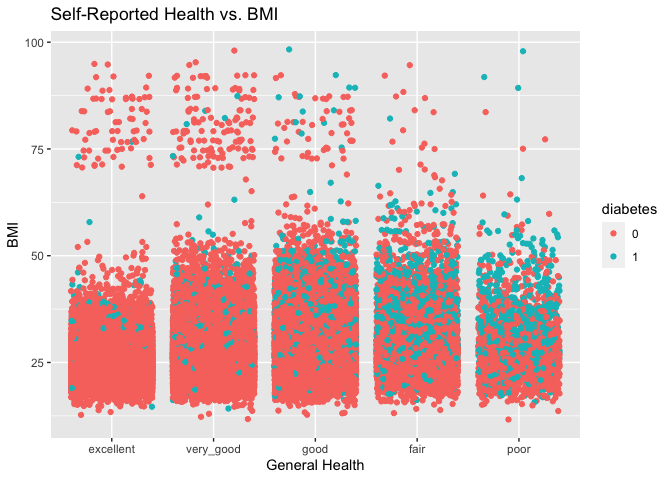 Self-Reported Health vs. BMI
100
75
50
25
BMI
excellent
very_good
good
fair
poor
General Health
diabetes
0
1